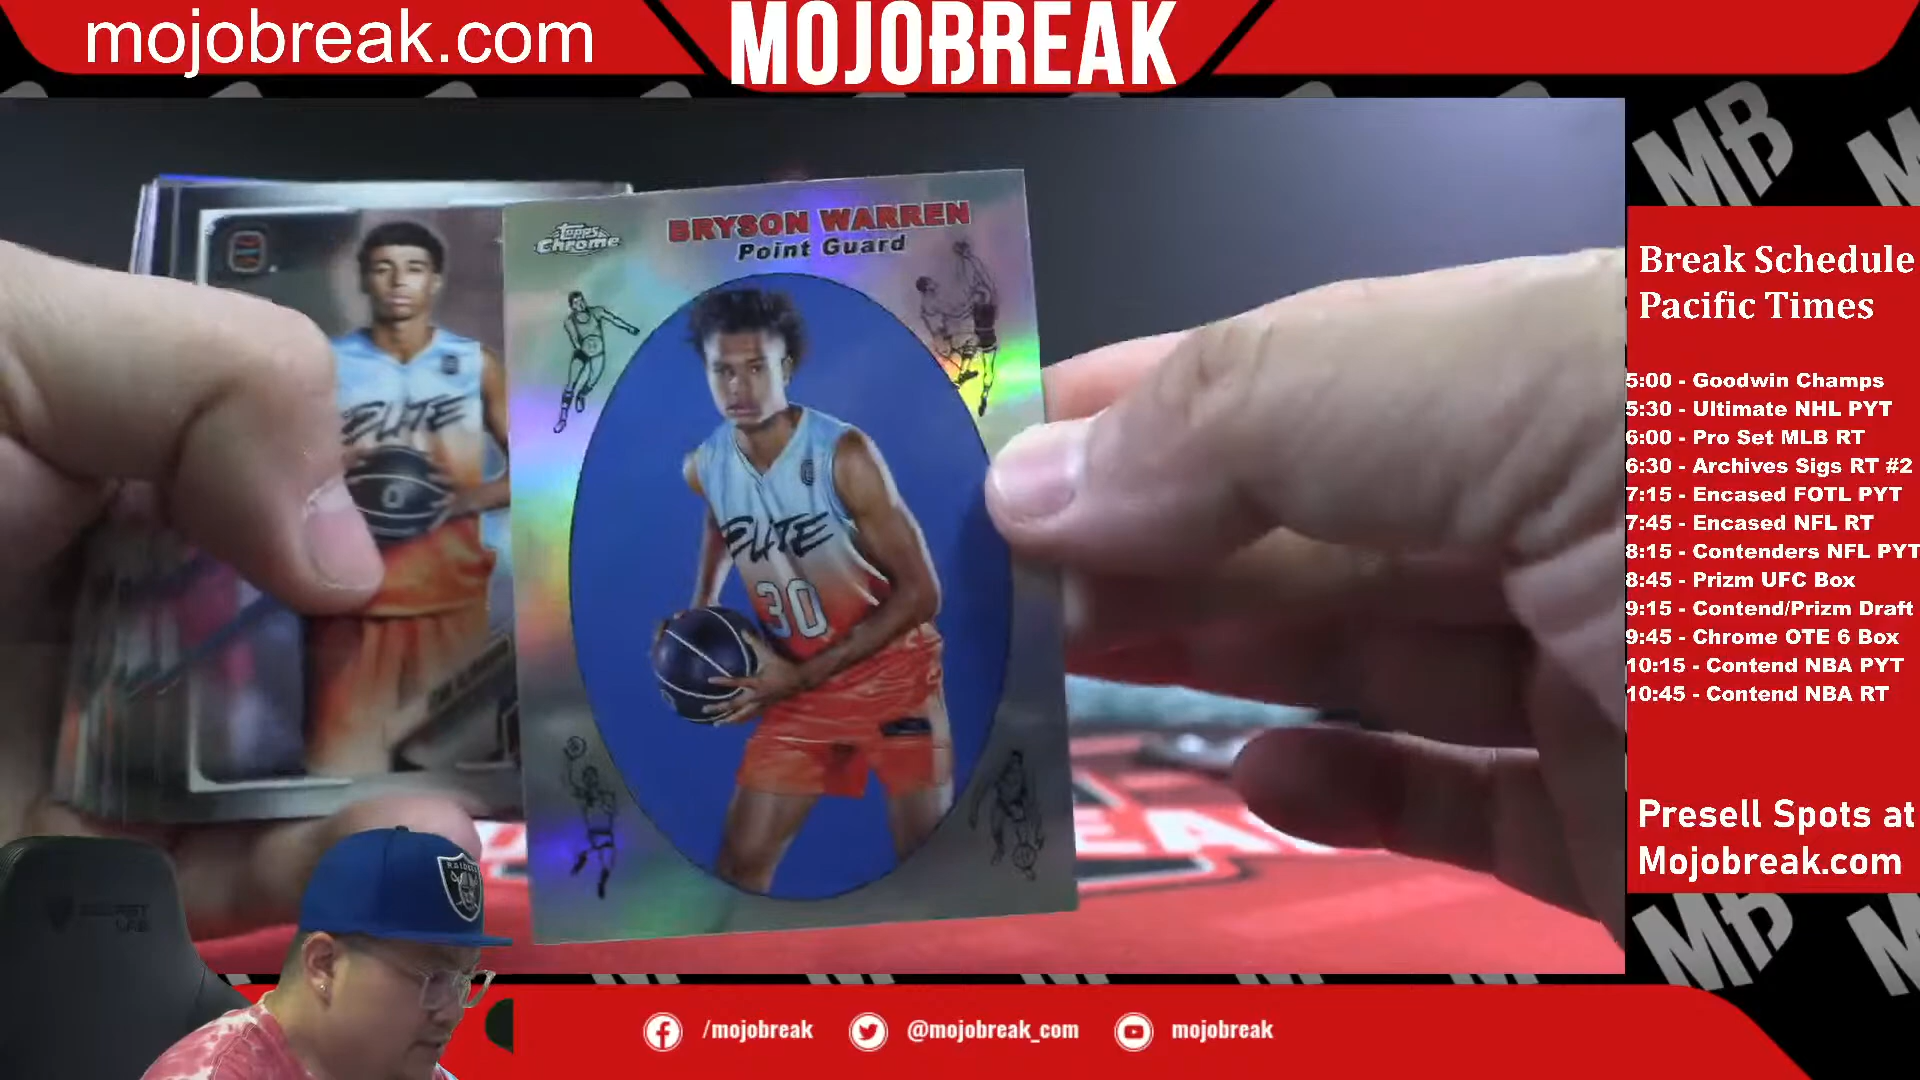 mojobreak.com
MOJOBREAK
MB
Topps
Chrome
BRYSON WARREN
Point Guard
ELITE
30
ELITE
0
Break Schedule
Pacific Times
5:00 - Goodwin Champs
5:30 - Ultimate NHL PYT
6:00 - Pro Set MLB RT
6:30 - Archives Sigs RT #2
7:15 - Encased FOTL PYT
7:45 - Encased NFL RT
8:15 - Contenders NFL PYT
8:45 - Prizm UFC Box
9:15 - Contend/Prizm Draft
9:45 - Chrome OTE 6 Box
10:15 - Contend NBA PYT
10:45 - Contend NBA RT
Presell Spots at
Mojobreak.com
MB
RAIDERS
/mojobreak
@mojobreak_com
mojobreak